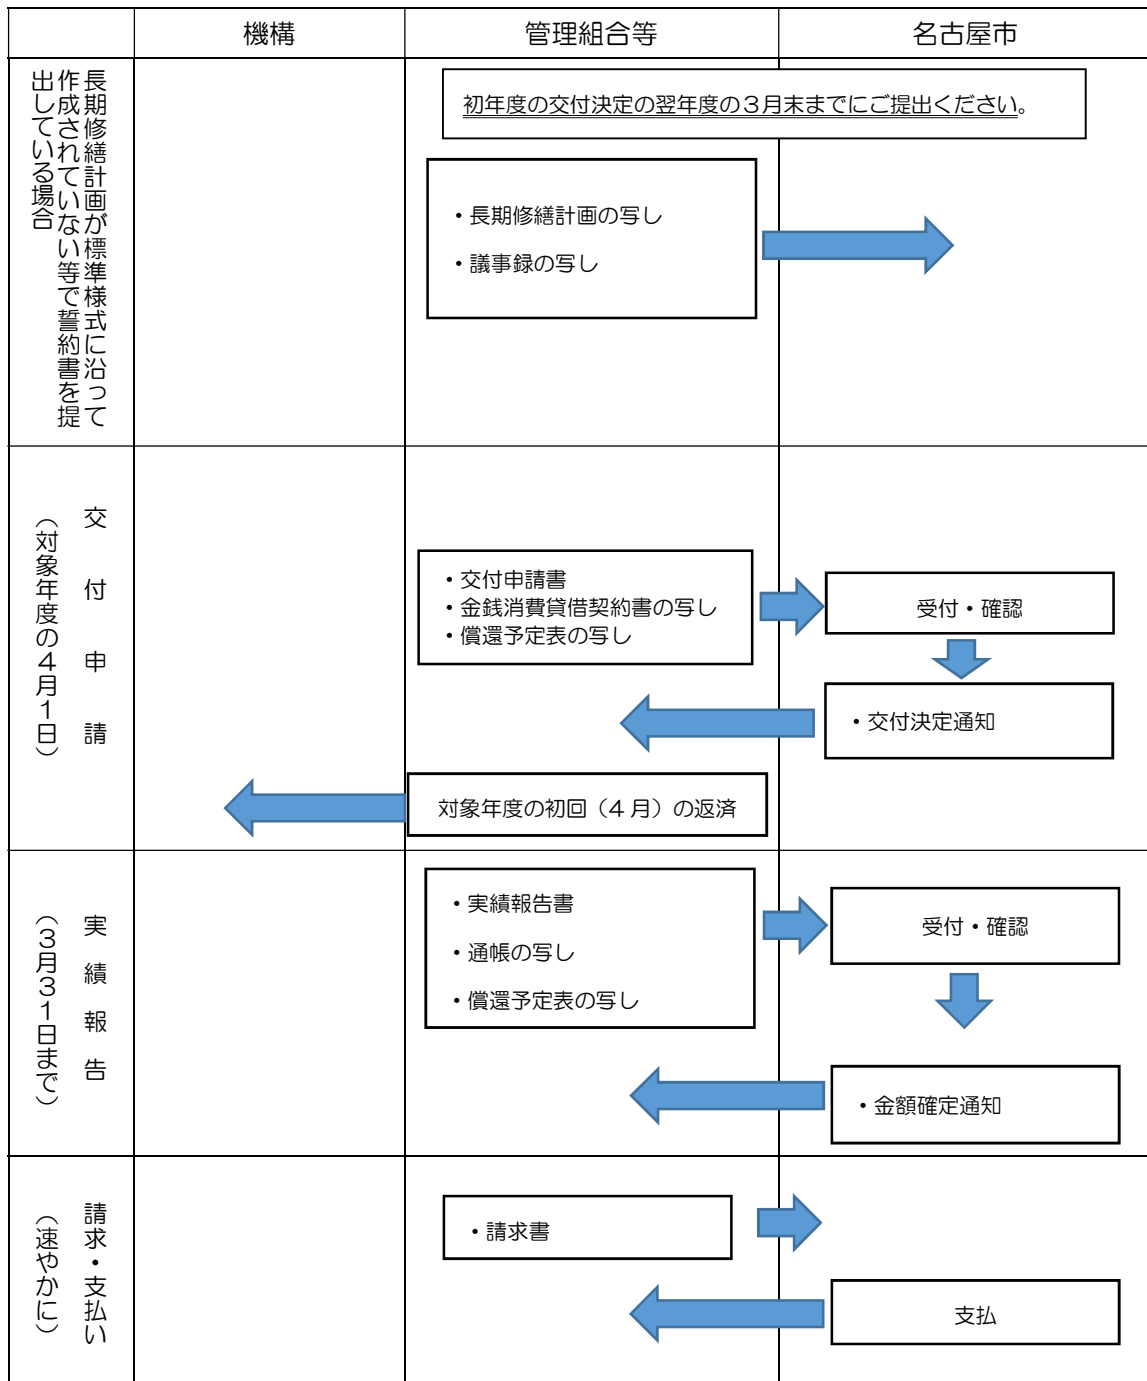 機構
管理組合等
名古屋市
長期修繕計画が標準様式に沿って
作成されていない等で誓約書を提
出している場合
初年度の交付決定の翌年度の３月末までにご提出ください。
・長期修繕計画の写し
・議事録の写し
交付申請
（対象年度の４月１日）
・交付申請書
・金銭消費貸借契約書の写し
・償還予定表の写し
受付・確認
・交付決定通知
対象年度の初回（４月）の返済
実績報告
（３月３１日まで）
・実績報告書
・通帳の写し
・償還予定表の写し
受付・確認
・金額確定通知
請求・支払い
（速やかに）
・請求書
支払